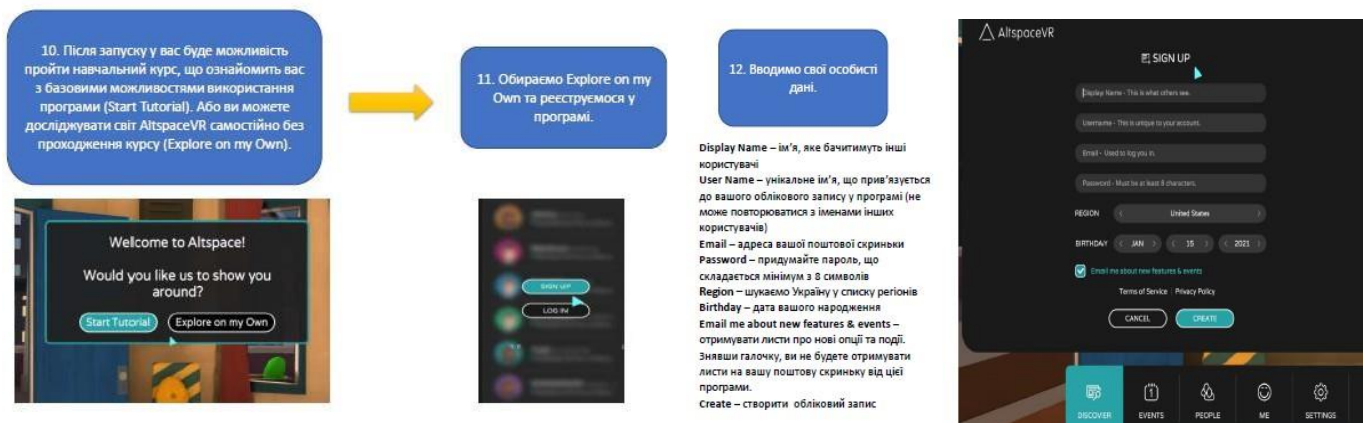 10. Після запуску у вас буде можливість
пройти навчальний курс, що ознайомить вас
з базовими можливостями використання
програми (Start Tutorial). Або ви можете
досліджувати світ AltspaceVR самостійно без
проходження курсу (Explore on my Own).
Welcome to Altspace!
Would you like us to show you
around?
Start Tutorial
Explore on my Own
11. Обираємо Explore on my
Own та реєструємося у
програмі.
SIGN UP
LOG IN
12. Вводимо свої особисті
дані.
Display Name – ім’я, яке бачитимуть інші
користувачі
User Name – унікальне ім’я, що прив’язується
до вашого облікового запису у програмі (не
може повторюватися з іменами інших
користувачів)
Email – адреса вашої поштової скриньки
Password – придумайте пароль, що
складається мінімум з 8 символів
Region – шукаємо Україну у списку регіонів
Birthday – дата вашого народження
Email me about new features & events –
отримувати листи про нові опції та події.
Знявши галочку, ви не будете отримувати
листи на вашу поштову скриньку від цієї
програми.
Create – створити обліковий запис
AltspaceVR
SIGN UP
Display Name - This is what others see.
Username - This is unique to your account.
Email - Used to log you in.
Password - Must be at least 8 characters.
REGION United States
BIRTHDAY JAN 15 2021
Email me about new features & events
Terms of Service | Privacy Policy
CANCEL CREATE
DISCOVER EVENTS PEOPLE ME SETTINGS